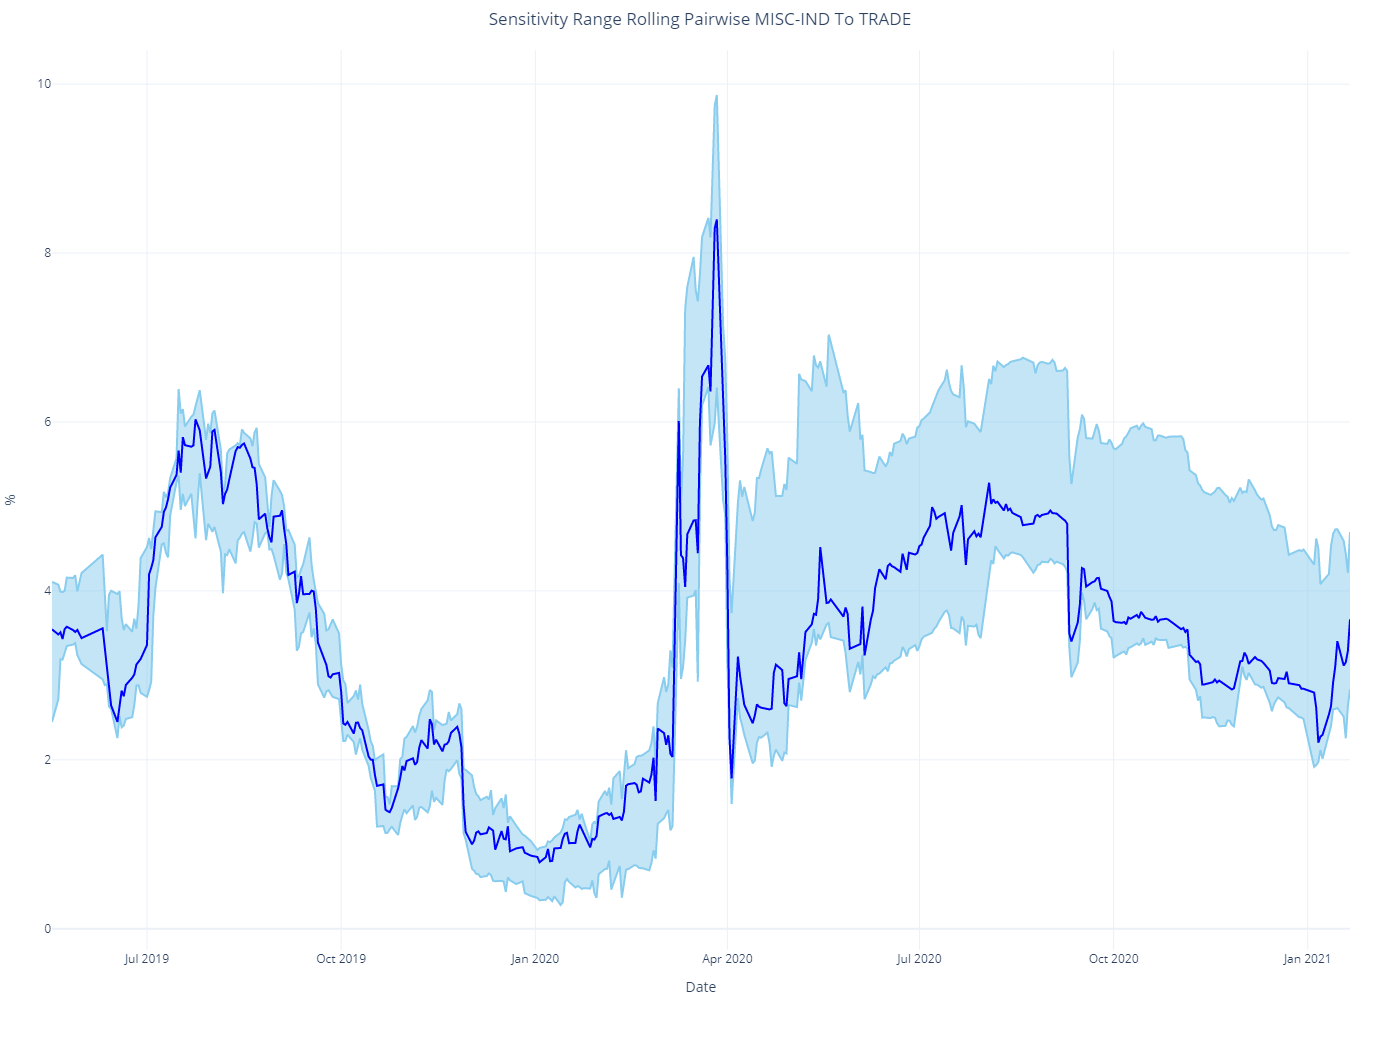 Sensitivity Range Rolling Pairwise MISC-IND To TRADE
10
8
6
4
2
0
%
Jul 2019
Oct 2019
Jan 2020
Apr 2020
Jul 2020
Oct 2020
Jan 2021
Date